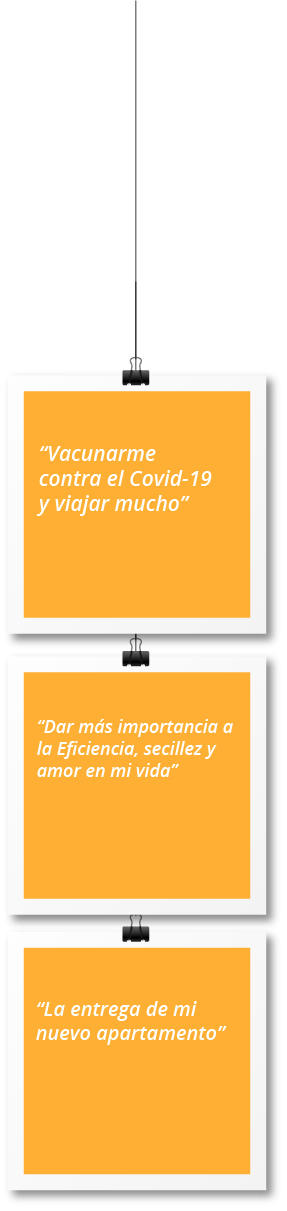 “Vacunarme
contra el Covid-19
y viajar mucho”
“Dar más importancia a
la Eficiencia, secillez y
amor en mi vida”
“La entrega de mi
nuevo apartamento”